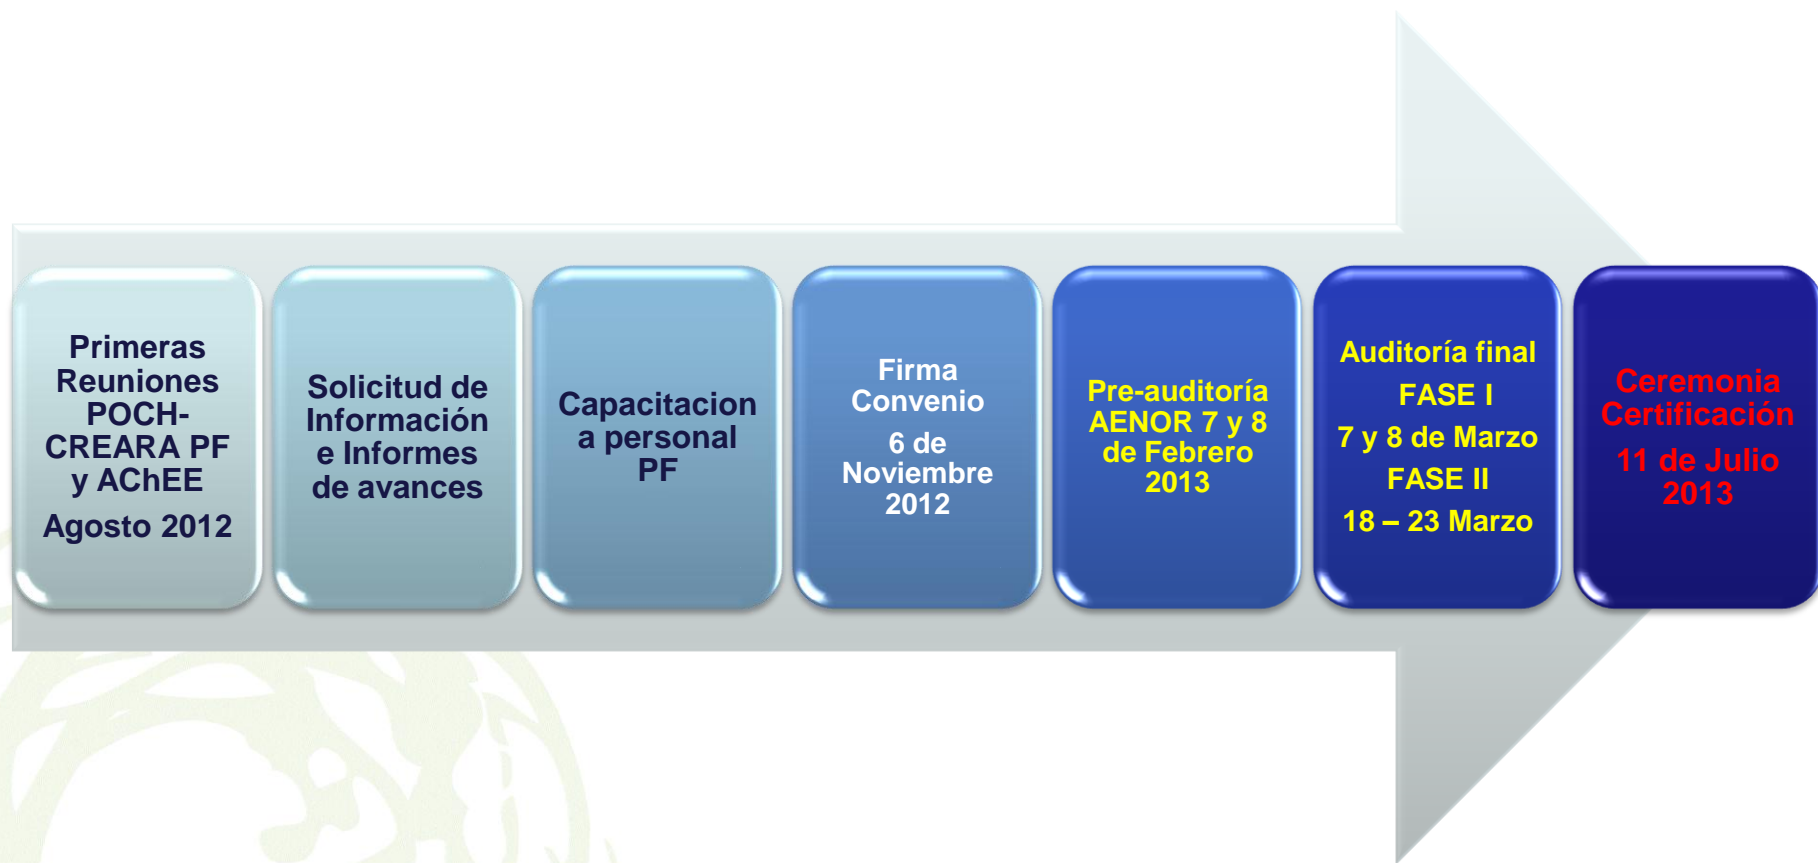 Primeras
Reuniones
POCH-
CREARA PF
y AChEE
Agosto 2012
Solicitud de
Información
e Informes
de avances
Capacitacion
a personal
PF
Firma
Convenio
6 de
Noviembre
2012
Pre-auditoría
AENOR 7 y 8
de Febrero
2013
Auditoría final
FASE I
7 y 8 de Marzo
FASE II
18 – 23 Marzo
Ceremonia
Certificación
11 de Julio
2013